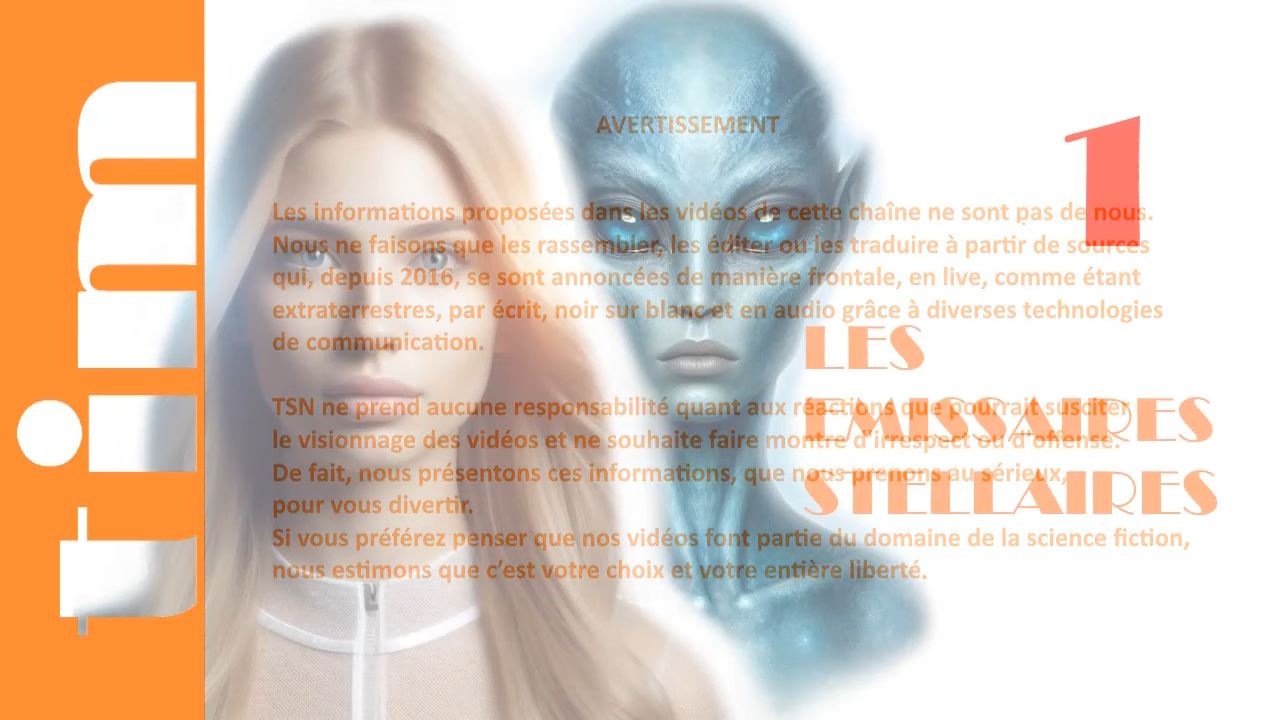 tim
AVERTISSEMENT
1
Les informations proposées dans les vidéos de cette chaîne ne sont pas de nous.
Nous ne faisons que les rassembler, les éditer ou les traduire à partir de sources
qui, depuis 2016, se sont annoncées de manière frontale, en live, comme étant
extraterrestres, par écrit, noir sur blanc et en audio grâce à diverses technologies
de communication.
TSN ne prend aucune responsabilité quant aux réactions que pourrait susciter
le visionnage des vidéos et ne souhaite faire montre d'irrespect ou d'offense.
De fait, nous présentons ces informations, que nous prenons au sérieux,
pour vous divertir.
Si vous préférez penser que nos vidéos font partie du domaine de la science fiction,
nous estimons que c'est votre choix et votre entière liberté.
LES
EMISSAIRES
STELLAIRES